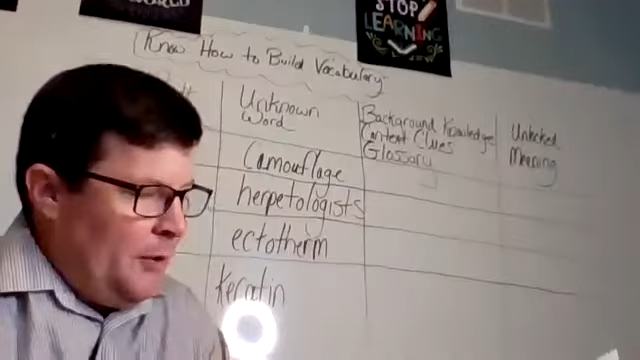 WORLD
STOP
LEARNING
Know How to Build Vocabulary
Unknown
Word
Background Knowledge
Context Clues
Glossary
Meaning
Camouflage
herpetologists
ectotherm
Keratin